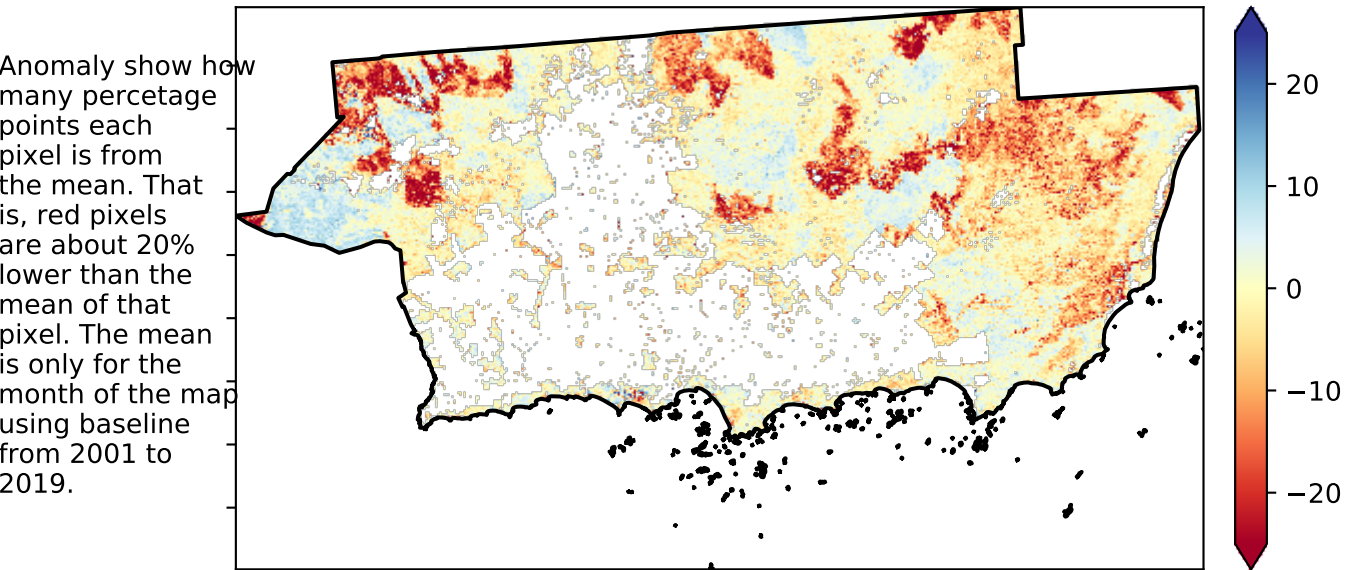 Anomaly show how
many percetage
points each
pixel is from
the mean. That
is, red pixels
are about 20%
lower than the
mean of that
pixel. The mean
is only for the
month of the map
using baseline
from 2001 to
2019.
20
10
0
−10
−20